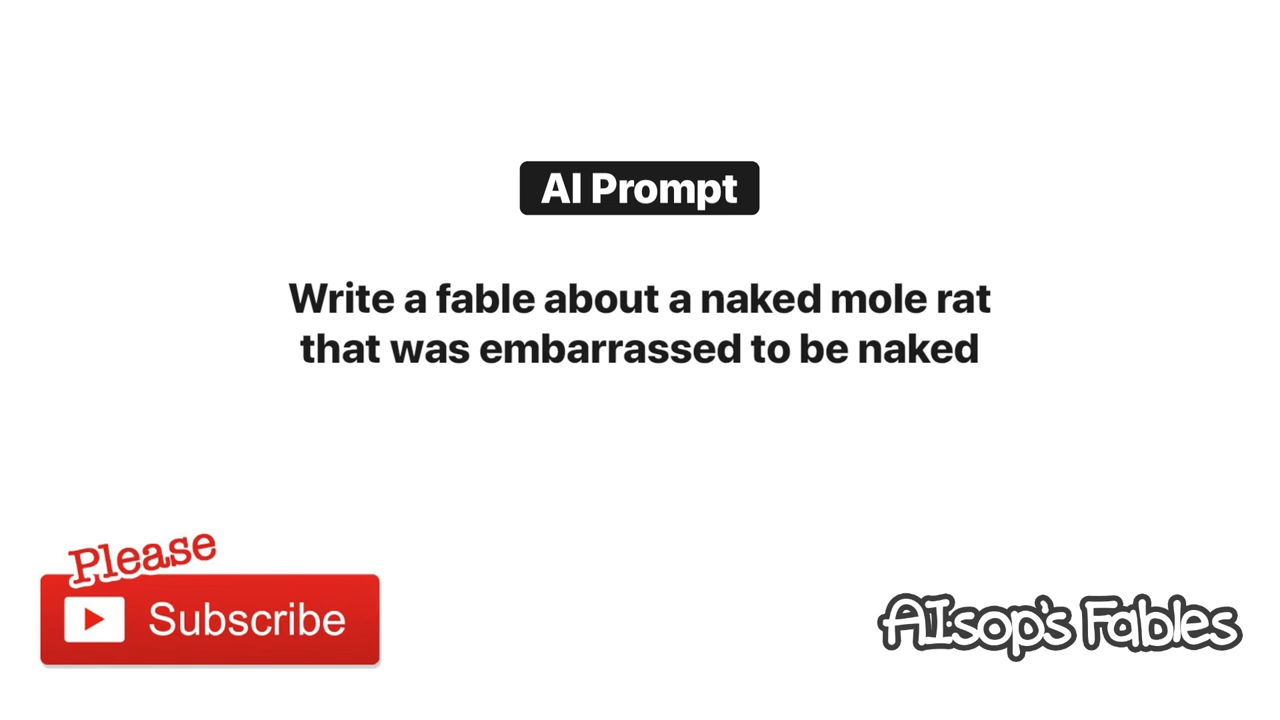 AI Prompt
Write a fable about a naked mole rat
that was embarrassed to be naked
Please
Subscribe
AIsop's Fables